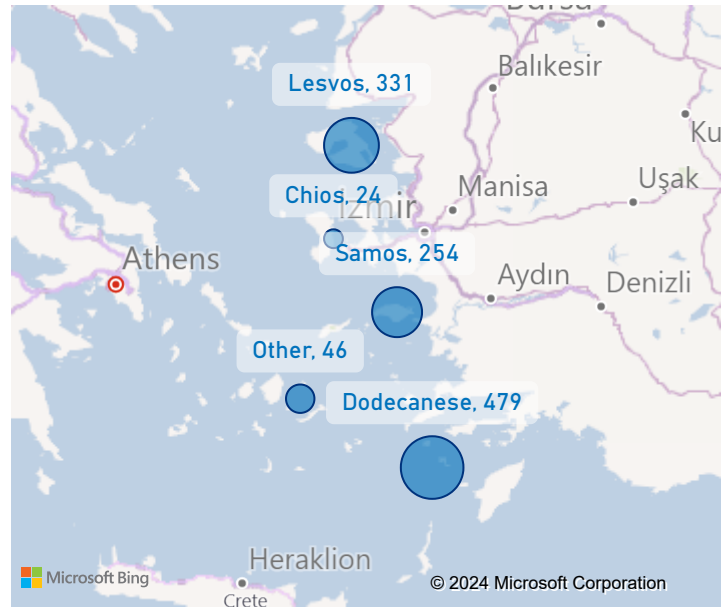 Bursa
Lesvos, 331
Balıkesir
Ku
Chios, 24
İzmir
Manisa
Uşak
Athens
Samos, 254
Aydın
Denizli
Other, 46
Dodecanese, 479
Heraklion
Crete
Microsoft Bing
© 2024 Microsoft Corporation